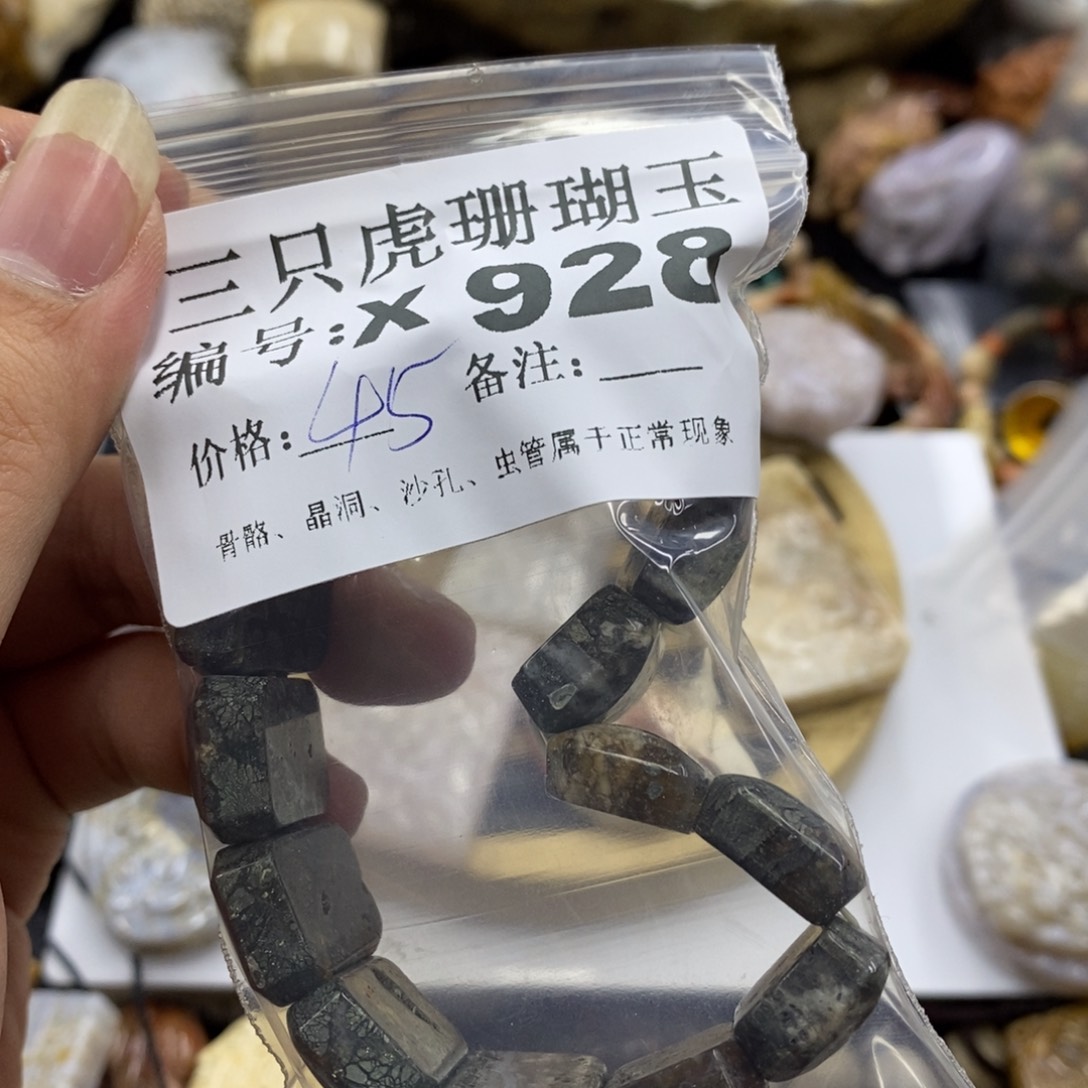 三只虎珊瑚玉
编号:X 928
价格: 45 备注:
骨骼、晶洞、沙孔、虫管属于正常现象